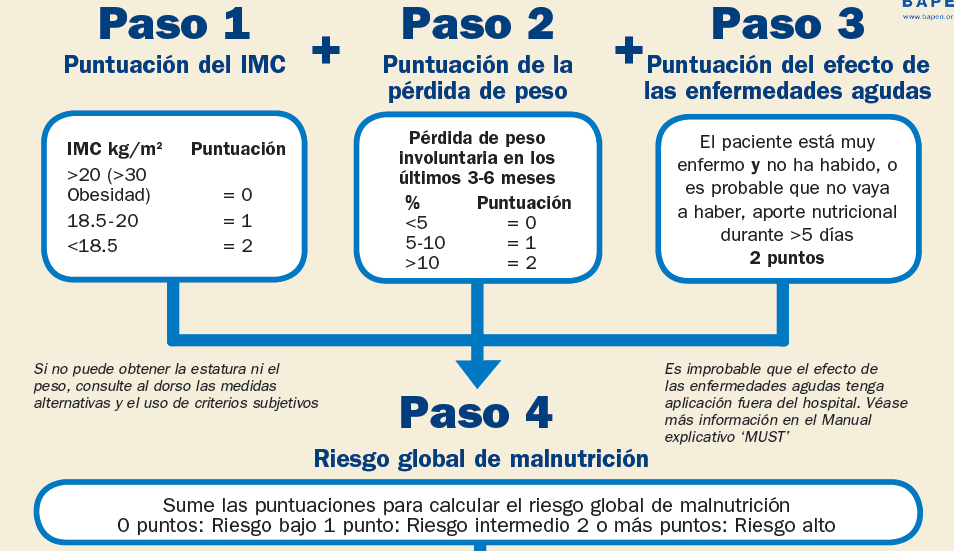 BAPE
www.bapen.or
Paso 1
+
Paso 2
+
Paso 3
Puntuación del IMC
Puntuación de la
pérdida de peso
Puntuación del efecto de
las enfermedades agudas
IMC kg/m² Puntuación
>20 (>30
Obesidad) = 0
18.5-20 = 1
<18.5 = 2
Pérdida de peso
involuntaria en los
últimos 3-6 meses
% Puntuación
<5 = 0
5-10 = 1
>10 = 2
El paciente está muy
enfermo y no ha habido, o
es probable que no vaya
a haber, aporte nutricional
durante >5 días
2 puntos
Si no puede obtener la estatura ni el
peso, consulte al dorso las medidas
alternativas y el uso de criterios subjetivos
Es improbable que el efecto de
las enfermedades agudas tenga
aplicación fuera del hospital. Véase
más información en el Manual
explicativo ‘MUST’
Paso 4
Riesgo global de malnutrición
Sume las puntuaciones para calcular el riesgo global de malnutrición
0 puntos: Riesgo bajo 1 punto: Riesgo intermedio 2 o más puntos: Riesgo alto